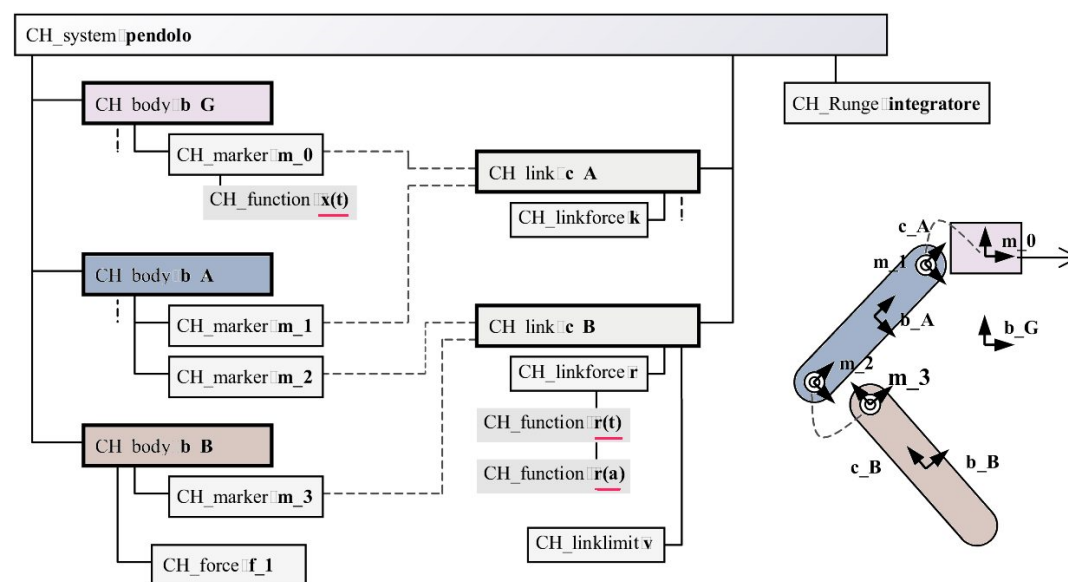 CH_system pendolo
CH_body b_G
CH_Runge integratore
CH_marker m_0
CH_link c_A
CH_function x(t)
CH_linkforce k
CH_body b_A
CH_marker m_1
CH_link c_B
CH_marker m_2
CH_linkforce r
CH_function r(t)
CH_body b_B
CH_function r(a)
CH_marker m_3
CH_linklimit v
CH_force f_1
c_A
m_0
m_1
b_A
b_G
m_2
m_3
c_B
b_B